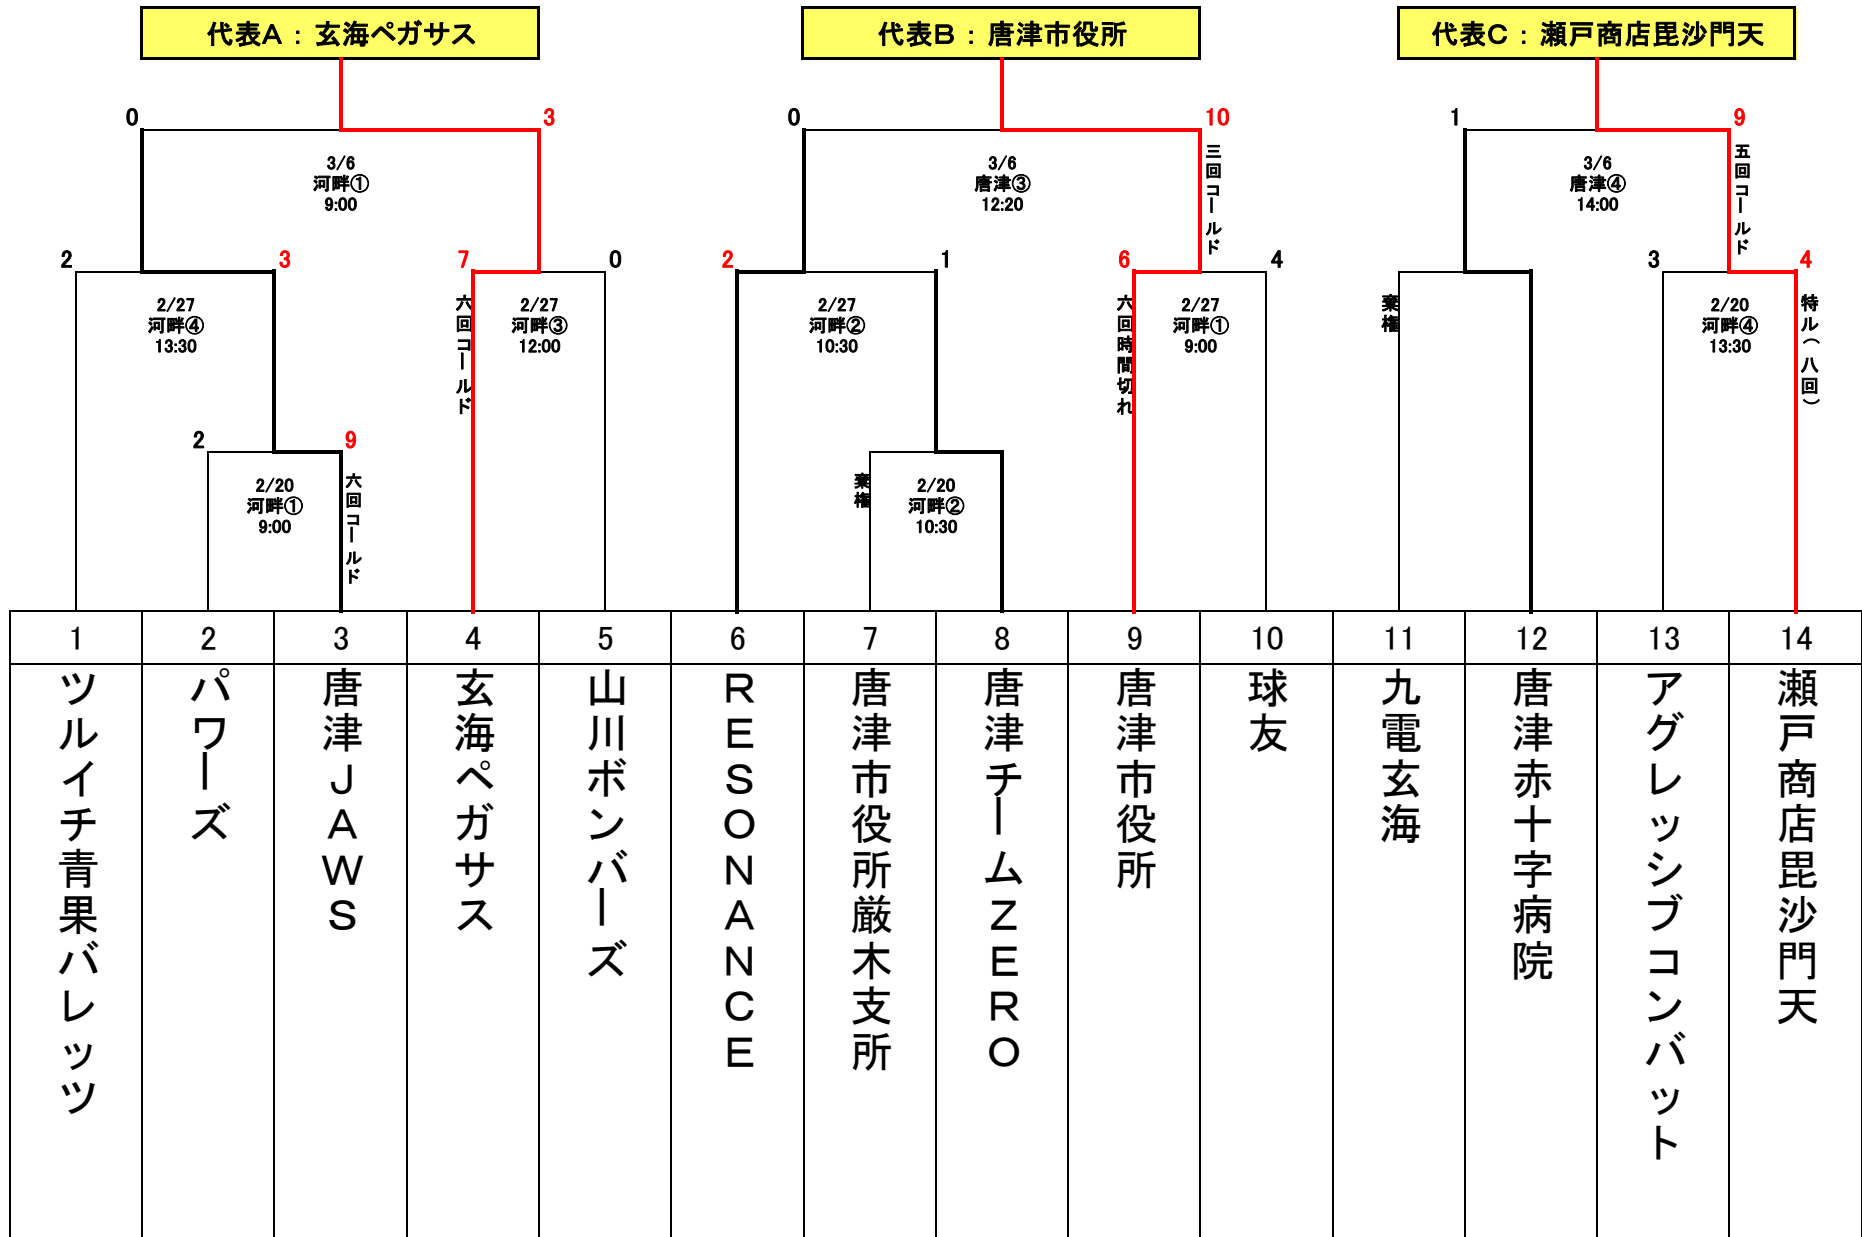 代表A：玄海ペガサス
代表B：唐津市役所
代表C：瀬戸商店毘沙門天
0
3
0
10
1
9
3/6
河畔①
9:00
3/6
唐津③
12:20
三回コールド
3/6
唐津④
14:00
五回コールド
2
3
7
0
2
1
6
4
3
4
2/27
河畔④
13:30
六回コールド
2/27
河畔③
12:00
2/27
河畔②
10:30
六回時間切れ
2/27
河畔①
9:00
棄権
2/20
河畔④
13:30
特ル（八回）
2
9
2/20
河畔①
9:00
六回コールド
棄権
2/20
河畔②
10:30
1
2
3
4
5
6
7
8
9
10
11
12
13
14
ツルイチ青果バレッツ
パワーズ
唐津JAWS
玄海ペガサス
山川ボンバーズ
RESONANCE
唐津市役所厳木支所
唐津チームZERO
唐津市役所
球友
九電玄海
唐津赤十字病院
アグレッシブコンバット
瀬戸商店毘沙門天